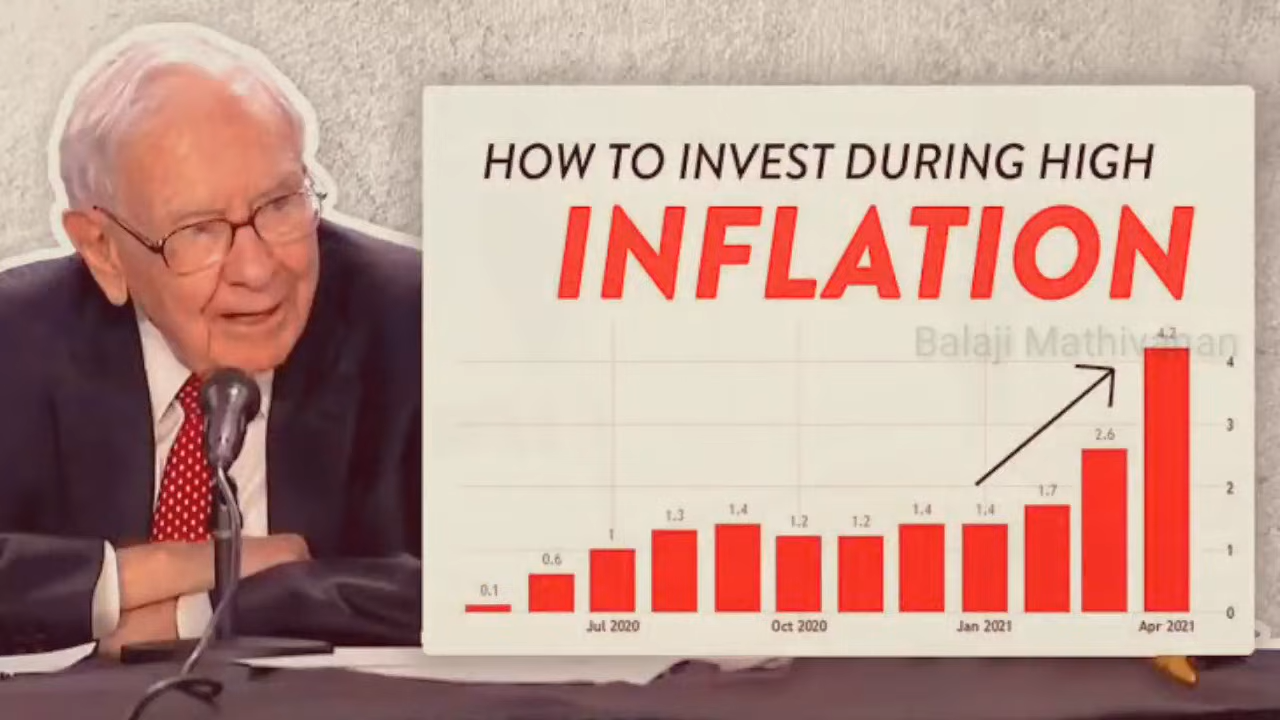 HOW TO INVEST DURING HIGH
INFLATION
Balaji Mathivanan
4.2
4
3
2.6
2
1.7
1.4
1.4
1.4
1.3
1.2
1.2
1
1
0.6
0.1
0
Jul 2020
Oct 2020
Jan 2021
Apr 2021